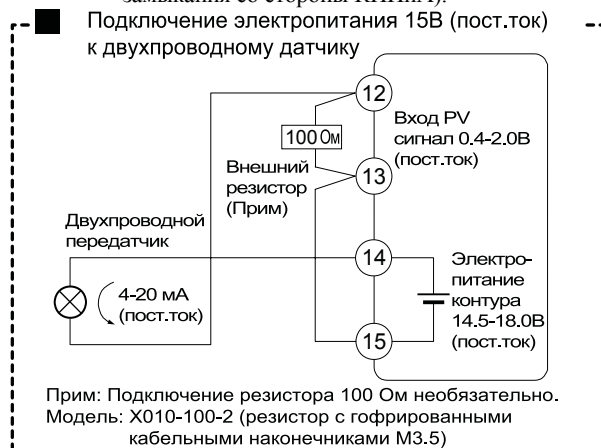 Подключение электропитания 15В (пост.ток)
к двухпроводному датчику
12
100 Ом
Вход PV
сигнал 0.4-2.0В
(пост.ток)
Внешний
резистор
(Прим)
13
Двухпроводной
передатчик
14
4-20 мА
(пост.ток)
Электро-
питание
контура
14.5-18.0В
(пост.ток)
15
Прим: Подключение резистора 100 Ом необязательно.
Модель: X010-100-2 (резистор с гофрированными
кабельными наконечниками М3.5)